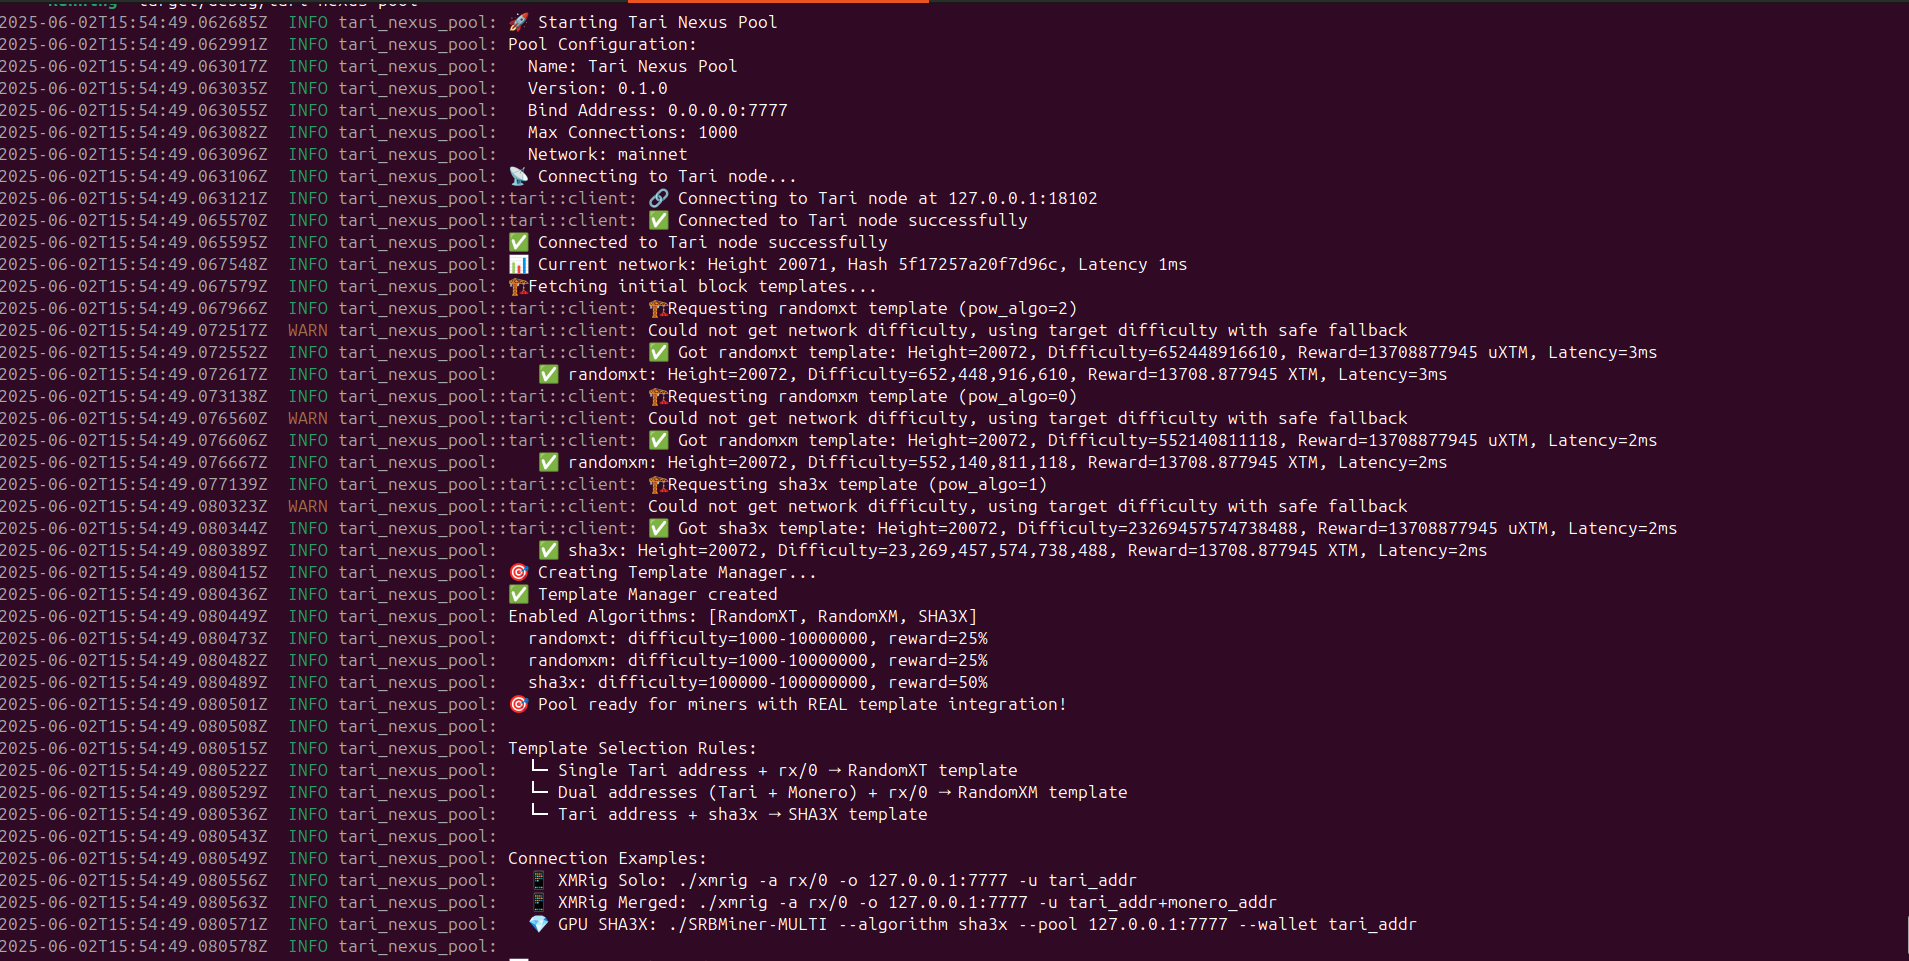 2025-06-02T15:54:49.062685Z  INFO tari_nexus_pool: 🚀 Starting Tari Nexus Pool
2025-06-02T15:54:49.062991Z  INFO tari_nexus_pool: Pool Configuration:
2025-06-02T15:54:49.063017Z  INFO tari_nexus_pool:   Name: Tari Nexus Pool
2025-06-02T15:54:49.063035Z  INFO tari_nexus_pool:   Version: 0.1.0
2025-06-02T15:54:49.063055Z  INFO tari_nexus_pool:   Bind Address: 0.0.0.0:7777
2025-06-02T15:54:49.063082Z  INFO tari_nexus_pool:   Max Connections: 1000
2025-06-02T15:54:49.063096Z  INFO tari_nexus_pool:   Network: mainnet
2025-06-02T15:54:49.063106Z  INFO tari_nexus_pool: 📡 Connecting to Tari node...
2025-06-02T15:54:49.063121Z  INFO tari_nexus_pool::tari::client: 🔗 Connecting to Tari node at 127.0.0.1:18102
2025-06-02T15:54:49.065570Z  INFO tari_nexus_pool::tari::client: ✅ Connected to Tari node successfully
2025-06-02T15:54:49.065595Z  INFO tari_nexus_pool: ✅ Connected to Tari node successfully
2025-06-02T15:54:49.067548Z  INFO tari_nexus_pool: 📊 Current network: Height 20071, Hash 5f17257a20f7d96c, Latency 1ms
2025-06-02T15:54:49.067579Z  INFO tari_nexus_pool: 🏗️Fetching initial block templates...
2025-06-02T15:54:49.067966Z  INFO tari_nexus_pool::tari::client: 🏗️Requesting randomxt template (pow_algo=2)
2025-06-02T15:54:49.072517Z  WARN tari_nexus_pool::tari::client: Could not get network difficulty, using target difficulty with safe fallback
2025-06-02T15:54:49.072552Z  INFO tari_nexus_pool::tari::client: ✅ Got randomxt template: Height=20072, Difficulty=652448916610, Reward=13708877945 uXTM, Latency=3ms
2025-06-02T15:54:49.072617Z  INFO tari_nexus_pool:    ✅ randomxt: Height=20072, Difficulty=652,448,916,610, Reward=13708.877945 XTM, Latency=3ms
2025-06-02T15:54:49.073138Z  INFO tari_nexus_pool::tari::client: 🏗️Requesting randomxm template (pow_algo=0)
2025-06-02T15:54:49.076560Z  WARN tari_nexus_pool::tari::client: Could not get network difficulty, using target difficulty with safe fallback
2025-06-02T15:54:49.076606Z  INFO tari_nexus_pool::tari::client: ✅ Got randomxm template: Height=20072, Difficulty=552140811118, Reward=13708877945 uXTM, Latency=2ms
2025-06-02T15:54:49.076667Z  INFO tari_nexus_pool:    ✅ randomxm: Height=20072, Difficulty=552,140,811,118, Reward=13708.877945 XTM, Latency=2ms
2025-06-02T15:54:49.077139Z  INFO tari_nexus_pool::tari::client: 🏗️Requesting sha3x template (pow_algo=1)
2025-06-02T15:54:49.080323Z  WARN tari_nexus_pool::tari::client: Could not get network difficulty, using target difficulty with safe fallback
2025-06-02T15:54:49.080344Z  INFO tari_nexus_pool::tari::client: ✅ Got sha3x template: Height=20072, Difficulty=23269457574738488, Reward=13708877945 uXTM, Latency=2ms
2025-06-02T15:54:49.080389Z  INFO tari_nexus_pool:    ✅ sha3x: Height=20072, Difficulty=23,269,457,574,738,488, Reward=13708.877945 XTM, Latency=2ms
2025-06-02T15:54:49.080415Z  INFO tari_nexus_pool: 🎯 Creating Template Manager...
2025-06-02T15:54:49.080436Z  INFO tari_nexus_pool: ✅ Template Manager created
2025-06-02T15:54:49.080449Z  INFO tari_nexus_pool: Enabled Algorithms: [RandomXT, RandomXM, SHA3X]
2025-06-02T15:54:49.080473Z  INFO tari_nexus_pool:   randomxt: difficulty=1000-10000000, reward=25%
2025-06-02T15:54:49.080482Z  INFO tari_nexus_pool:   randomxm: difficulty=1000-10000000, reward=25%
2025-06-02T15:54:49.080489Z  INFO tari_nexus_pool:   sha3x: difficulty=100000-100000000, reward=50%
2025-06-02T15:54:49.080501Z  INFO tari_nexus_pool: 🎯 Pool ready for miners with REAL template integration!
2025-06-02T15:54:49.080508Z  INFO tari_nexus_pool:
2025-06-02T15:54:49.080515Z  INFO tari_nexus_pool: Template Selection Rules:
2025-06-02T15:54:49.080522Z  INFO tari_nexus_pool:   └─ Single Tari address + rx/0 → RandomXT template
2025-06-02T15:54:49.080529Z  INFO tari_nexus_pool:   └─ Dual addresses (Tari + Monero) + rx/0 → RandomXM template
2025-06-02T15:54:49.080536Z  INFO tari_nexus_pool:   └─ Tari address + sha3x → SHA3X template
2025-06-02T15:54:49.080543Z  INFO tari_nexus_pool:
2025-06-02T15:54:49.080549Z  INFO tari_nexus_pool: Connection Examples:
2025-06-02T15:54:49.080556Z  INFO tari_nexus_pool:   📱 XMRig Solo: ./xmrig -a rx/0 -o 127.0.0.1:7777 -u tari_addr
2025-06-02T15:54:49.080563Z  INFO tari_nexus_pool:   📱 XMRig Merged: ./xmrig -a rx/0 -o 127.0.0.1:7777 -u tari_addr+monero_addr
2025-06-02T15:54:49.080571Z  INFO tari_nexus_pool:   💎 GPU SHA3X: ./SRBMiner-MULTI --algorithm sha3x --pool 127.0.0.1:7777 --wallet tari_addr
2025-06-02T15:54:49.080578Z  INFO tari_nexus_pool: